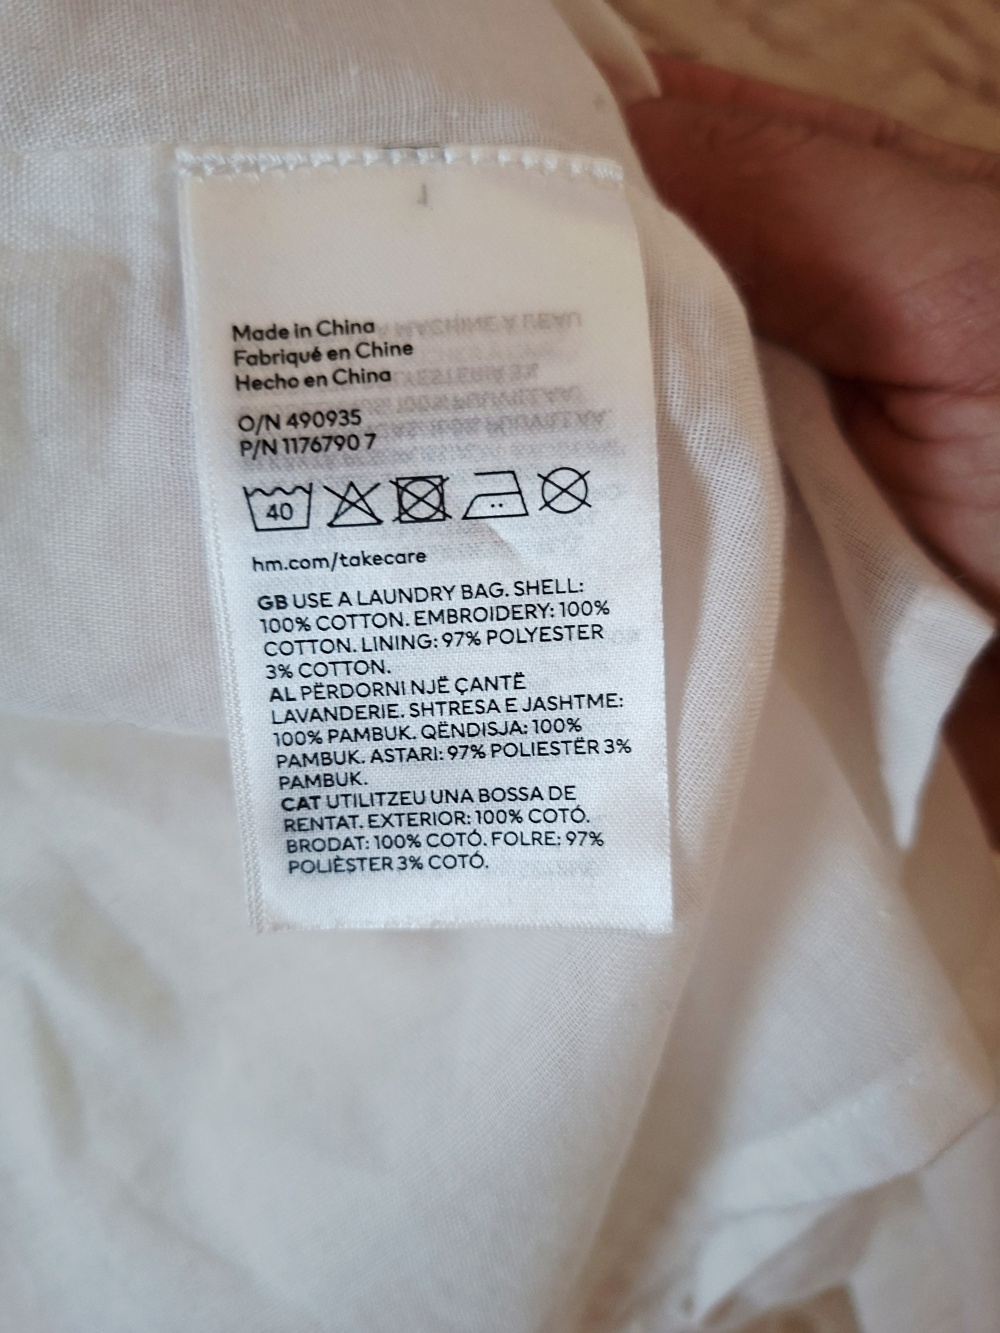 Made in China
Fabriqué en Chine
Hecho en China
O/N 490935
P/N 1176790 7
40
hm.com/takecare
GB USE A LAUNDRY BAG. SHELL:
100% COTTON. EMBROIDERY: 100%
COTTON. LINING: 97% POLYESTER
3% COTTON.
AL PËRDORNI NJË ÇANTË
LAVANDERIE. SHTRESA E JASHTME:
100% PAMBUK. QËNDISJA: 100%
PAMBUK. ASTARI: 97% POLIESTËR 3%
PAMBUK.
CAT UTILITZEU UNA BOSSA DE
RENTAT. EXTERIOR: 100% COTÓ.
BRODAT: 100% COTÓ. FOLRE: 97%
POLIÈSTER 3% COTÓ.